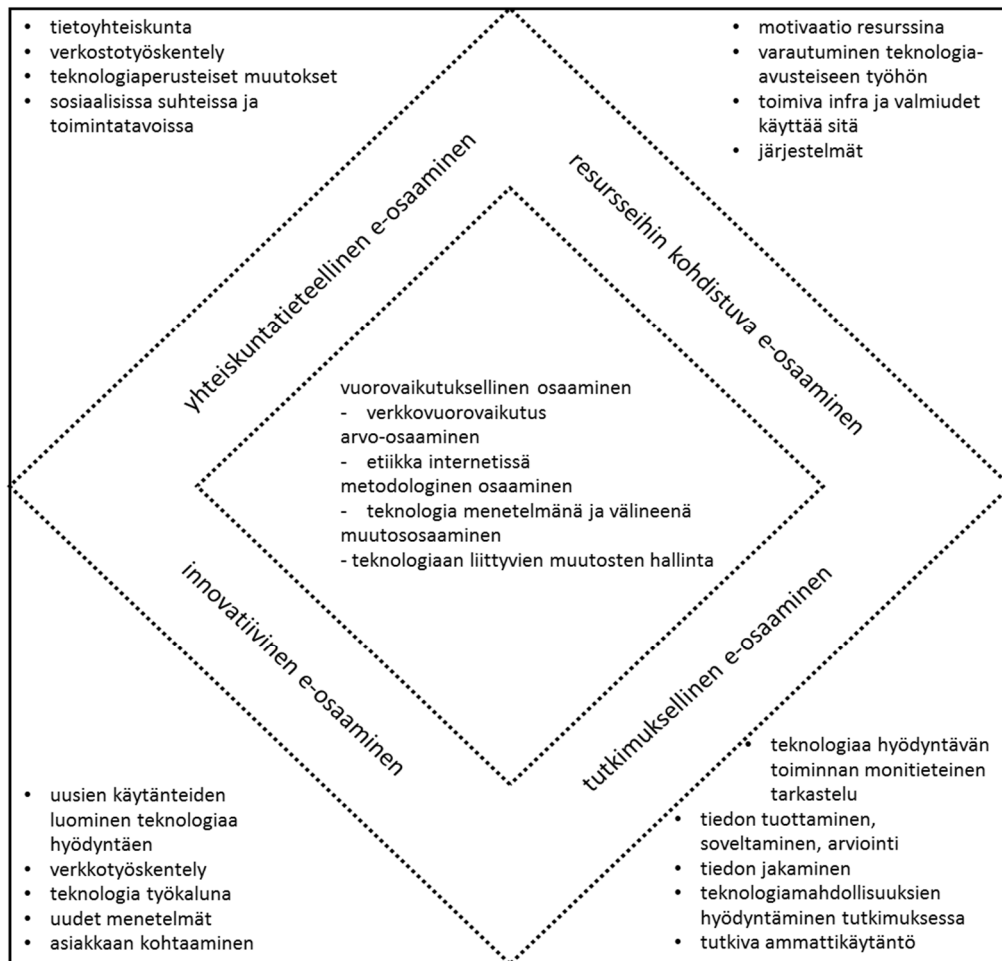 • tietoyhteiskunta
• verkostotyöskentely
• teknologiaperusteiset muutokset
• sosiaalisissa suhteissa ja
toimintatavoissa
• motivaatio resurssina
• varautuminen teknologia-
avusteiseen työhön
• toimiva infra ja valmiudet
käyttää sitä
• järjestelmät
yhteiskuntatieteellinen e-osaaminen
resursseihin kohdistuva e-osaaminen
vuorovaikutuksellinen osaaminen
- verkkovuorovaikutus
arvo-osaaminen
- etiikka internetissä
metodologinen osaaminen
- teknologia menetelmänä ja välineenä
muutososaaminen
- teknologiaan liittyvien muutosten hallinta
innovatiivinen e-osaaminen
tutkimuksellinen e-osaaminen
• uusien käytänteiden
luominen teknologiaa
hyödyntäen
• verkkotyöskentely
• teknologia työkaluna
• uudet menetelmät
• asiakkaan kohtaaminen
• teknologiaa hyödyntävän
toiminnan monitieteinen
tarkastelu
• tiedon tuottaminen,
soveltaminen, arviointi
• tiedon jakaminen
• teknologiamahdollisuuksien
hyödyntäminen tutkimuksessa
• tutkiva ammattikäytäntö